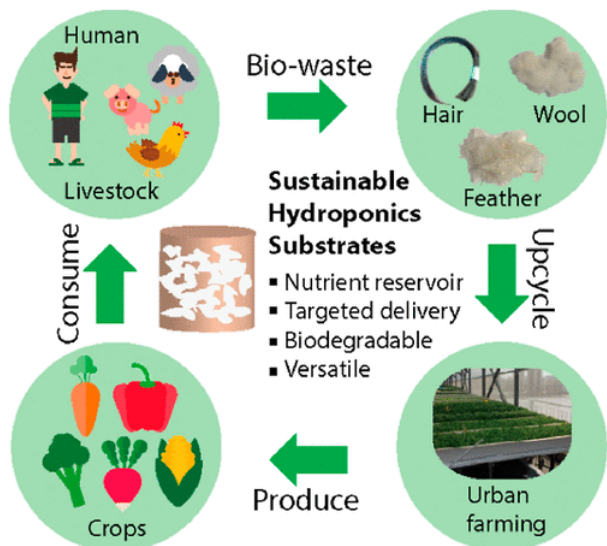 Human
Livestock
Bio-waste
Hair
Wool
Feather
Upcycle
Sustainable
Hydroponics
Substrates
▪ Nutrient reservoir
▪ Targeted delivery
▪ Biodegradable
▪ Versatile
Urban
farming
Produce
Crops
Consume